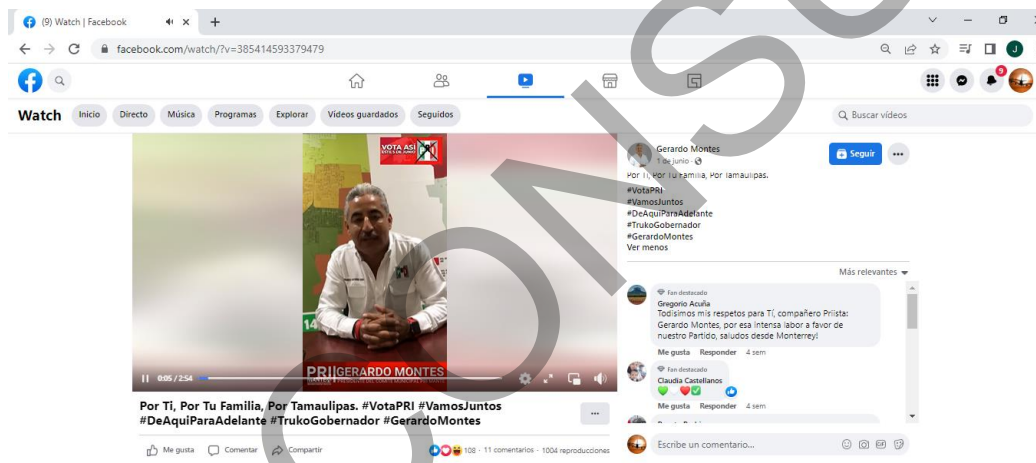 (9) Watch | Facebook
facebook.com/watch/?v=385414593379479
J
9
Watch
Inicio
Directo
Música
Programas
Explorar
Vídeos guardados
Seguidos
Buscar vídeos
VOTA ASÍ
PRI
14
0:05 / 2:54
PRI GERARDO MONTES
Por Ti, Por Tu Familia, Por Tamaulipas. #VotaPRI #VamosJuntos
#DeAquiParaAdelante #TrukoGobernador #GerardoMontes
...
Me gusta
Comentar
Compartir
108 · 11 comentarios · 1004 reproducciones
Gerardo Montes
1 de junio ·
Seguir
Por Ti, Por Tu Familia, Por Tamaulipas.
#VotaPRI
#VamosJuntos
#DeAquiParaAdelante
#TrukoGobernador
#GerardoMontes
Ver menos
Más relevantes
Fan destacado
Gregorio Acuña
Todisimos mis respetos para Tí, compañero Priista:
Gerardo Montes, por esa intensa labor a favor de
nuestro Partido, saludos desde Monterrey!
Me gusta Responder 4 sem
Fan destacado
Claudia Castellanos
Me gusta Responder 4 sem
Escribe un comentario...
GIF
CONSU